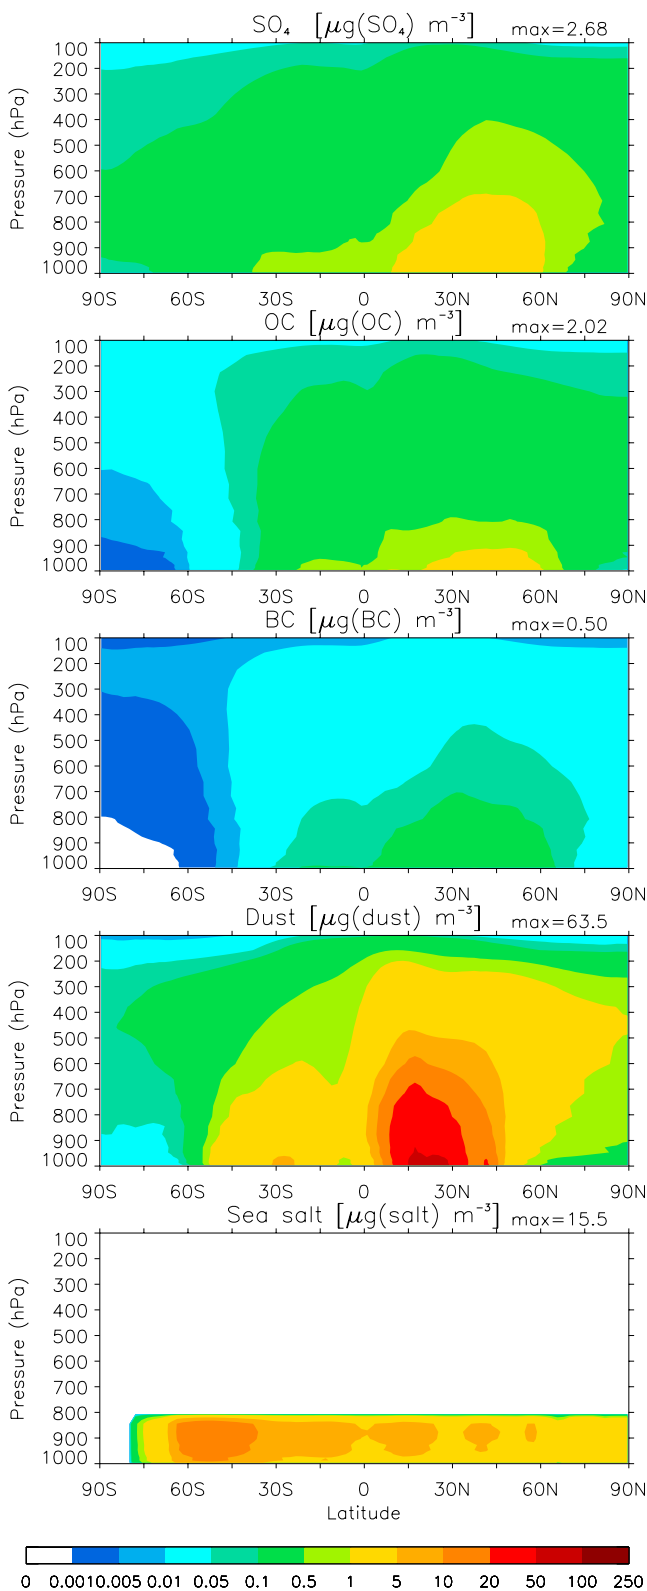 SO₄ [μg(SO₄) m⁻³] max=2.68
Pressure (hPa)
100
200
300
400
500
600
700
800
900
1000
90S 60S 30S 0 30N 60N 90N
OC [μg(OC) m⁻³] max=2.02
Pressure (hPa)
100
200
300
400
500
600
700
800
900
1000
90S 60S 30S 0 30N 60N 90N
BC [μg(BC) m⁻³] max=0.50
Pressure (hPa)
100
200
300
400
500
600
700
800
900
1000
90S 60S 30S 0 30N 60N 90N
Dust [μg(dust) m⁻³] max=63.5
Pressure (hPa)
100
200
300
400
500
600
700
800
900
1000
90S 60S 30S 0 30N 60N 90N
Sea salt [μg(salt) m⁻³] max=15.5
Pressure (hPa)
100
200
300
400
500
600
700
800
900
1000
90S 60S 30S 0 30N 60N 90N
Latitude
0 0.001 0.005 0.01 0.05 0.1 0.5 1 5 10 20 50 100 250